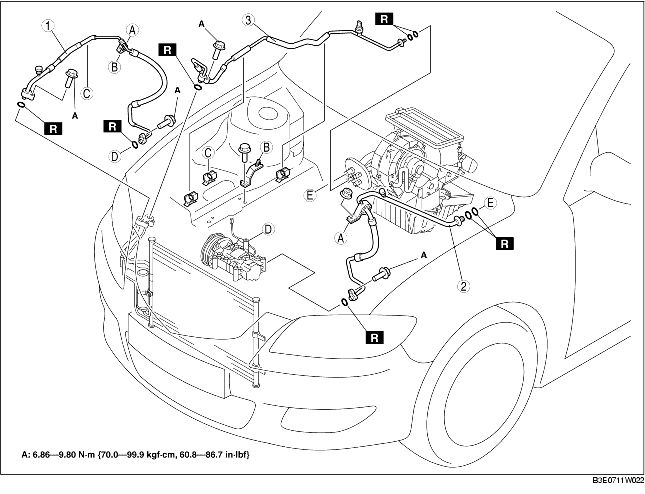 1
A
3
A
R
R
B
C
A
R
A
R
D
C
B
E
D
A
E
R
A
2
R
A: 6.86—9.80 N·m {70.0—99.9 kgf·cm, 60.8—86.7 in·lbf}
B3E0711W022